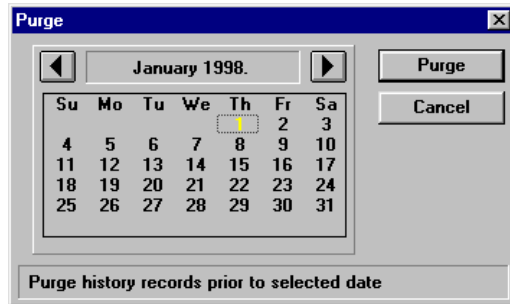 Purge
January 1998.
Purge
Su Mo Tu We Th Fr Sa
Cancel
1 2 3
4 5 6 7 8 9 10
11 12 13 14 15 16 17
18 19 20 21 22 23 24
25 26 27 28 29 30 31
Purge history records prior to selected date